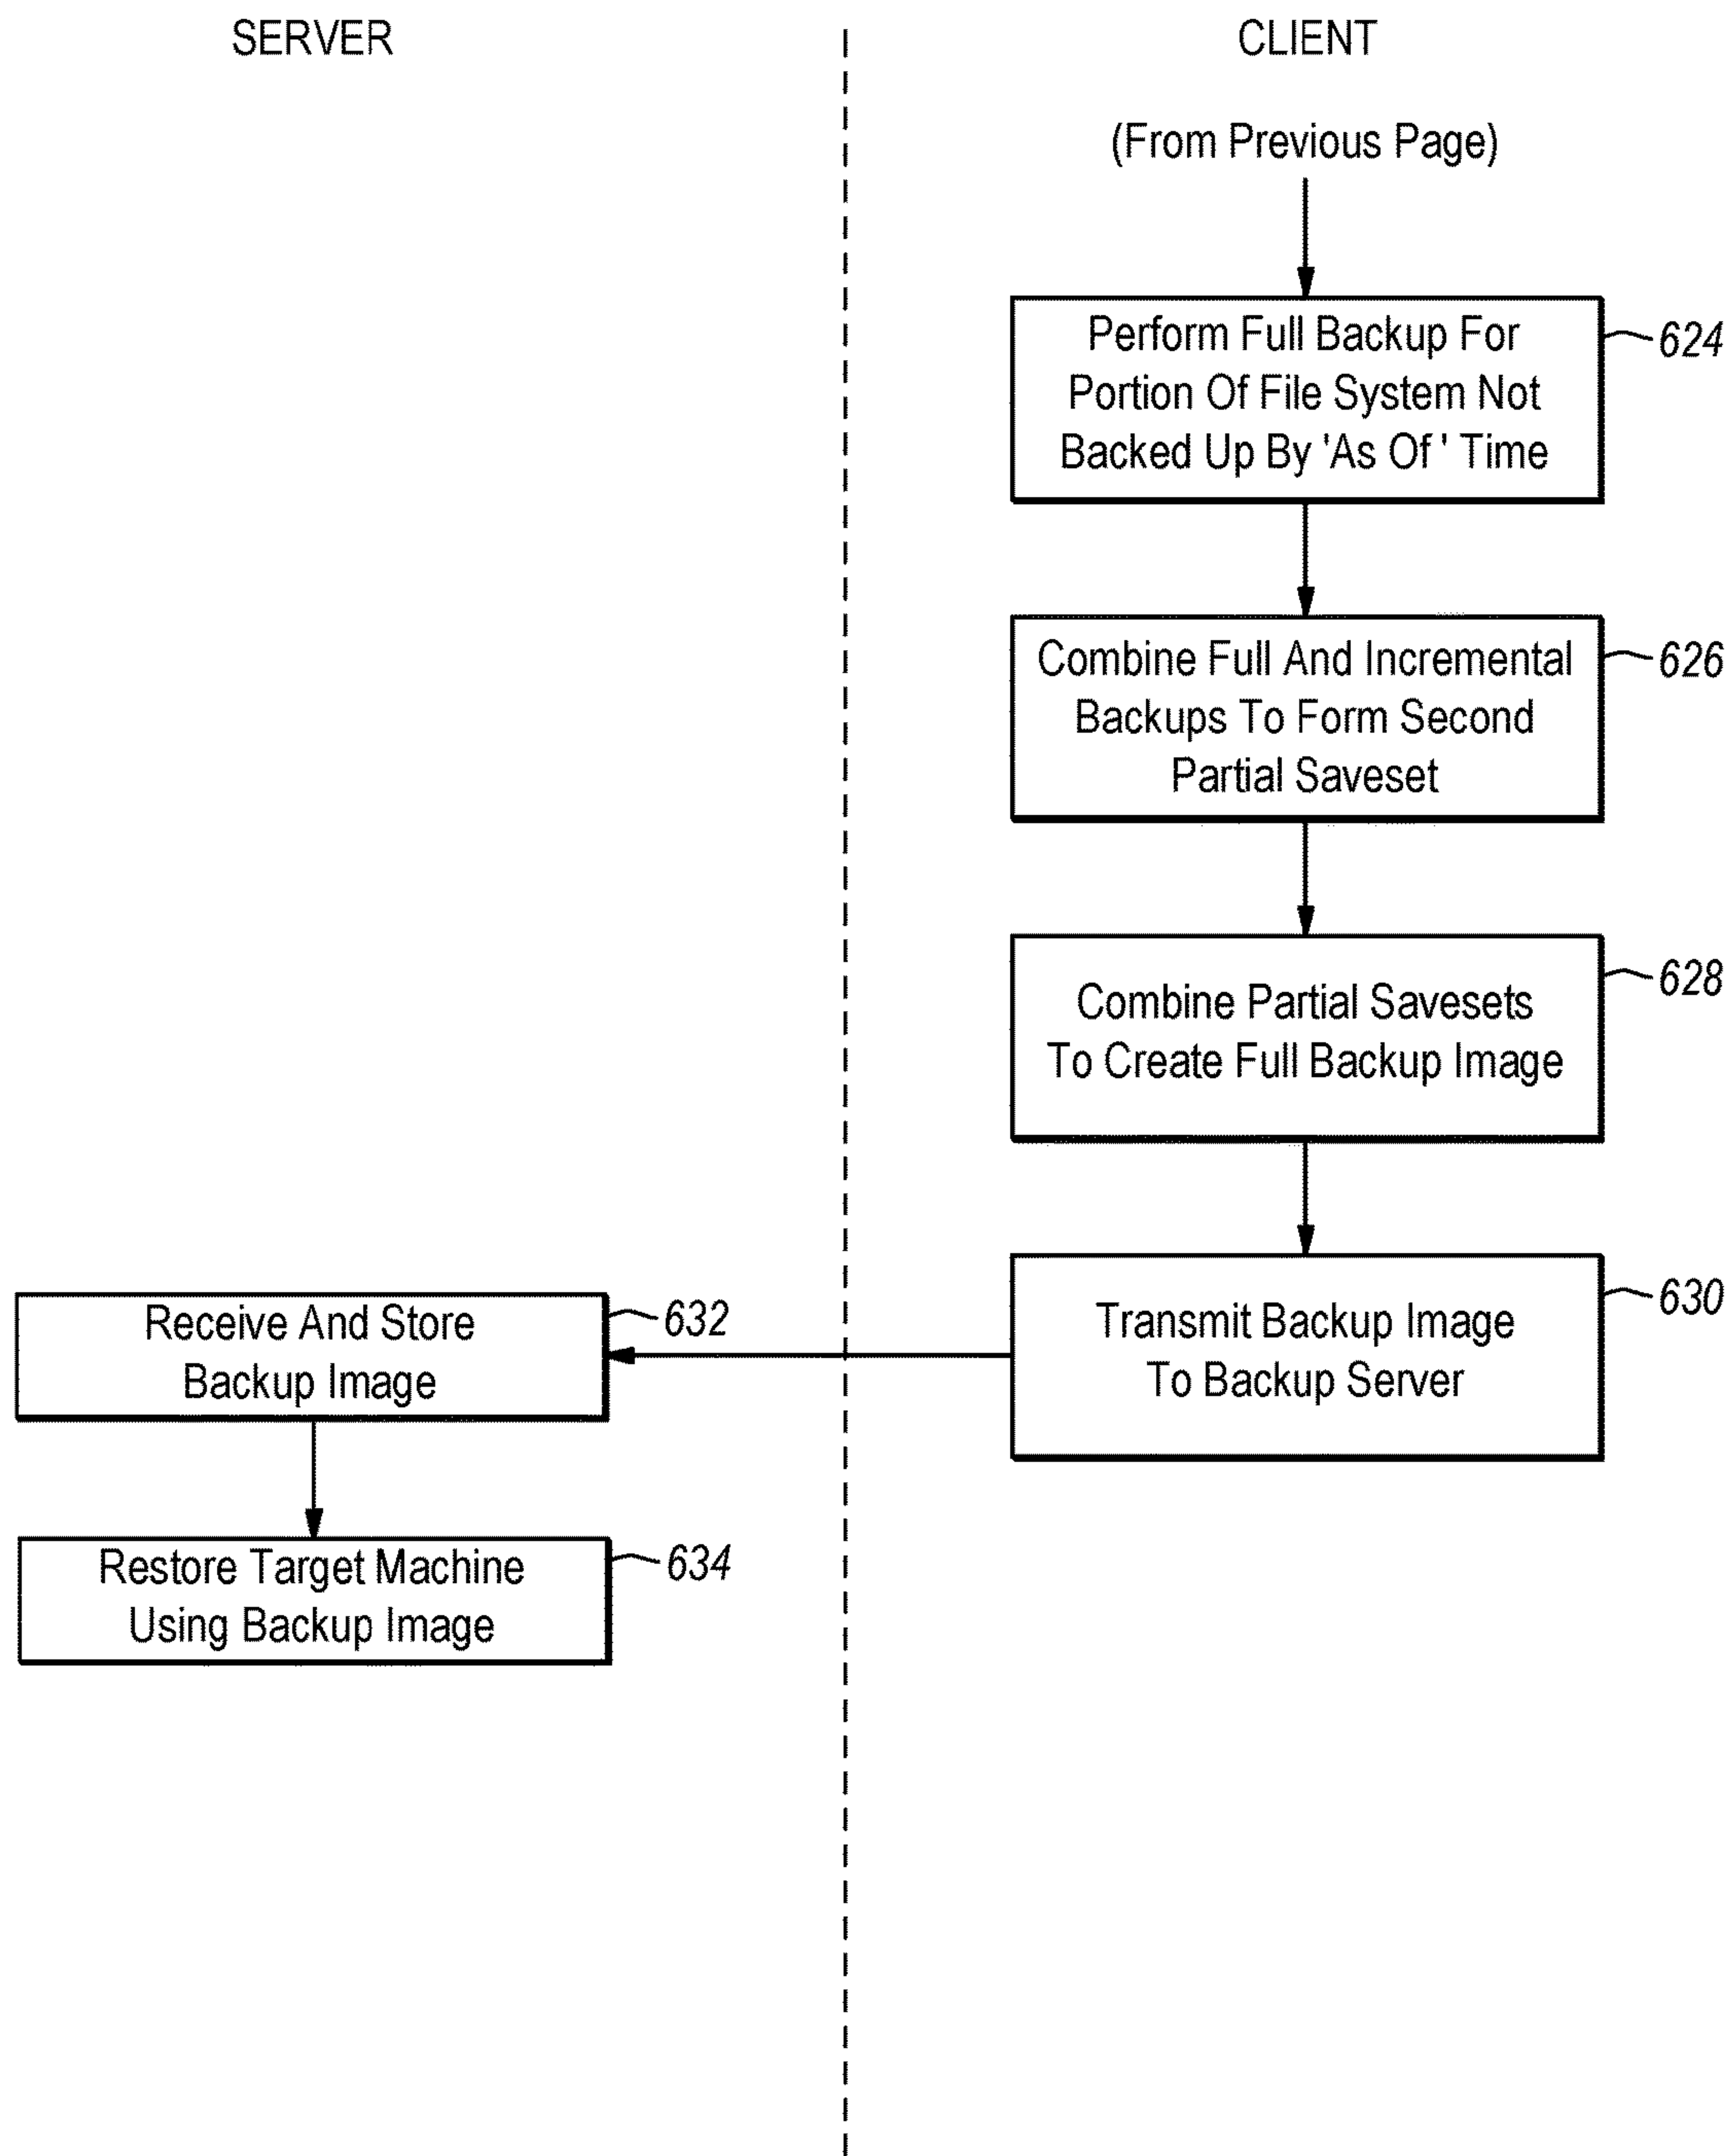 SERVER
CLIENT
(From Previous Page)
Perform Full Backup For
Portion Of File System Not
Backed Up By 'As Of ' Time
624
Combine Full And Incremental
Backups To Form Second
Partial Saveset
626
Combine Partial Savesets
To Create Full Backup Image
628
Transmit Backup Image
To Backup Server
630
Receive And Store
Backup Image
632
Restore Target Machine
Using Backup Image
634